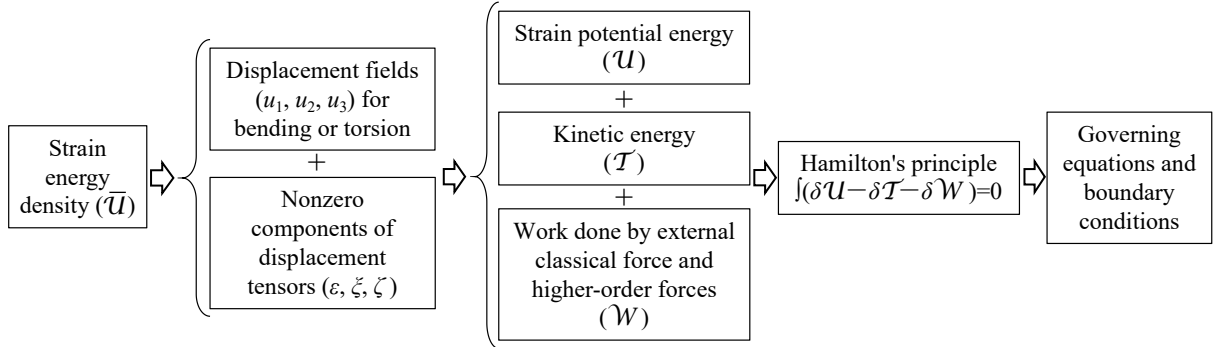 Strain
energy
density (U̅)
Displacement fields
(u₁, u₂, u₃) for
bending or torsion
+
Nonzero
components of
displacement
tensors (ε, ξ, ζ)
Strain potential energy
(𝒰)
+
Kinetic energy
(𝒯)
+
Work done by external
classical force and
higher-order forces
(𝒲)
Hamilton's principle
∫(δ𝒰−δ𝒯−δ𝒲)=0
Governing
equations and
boundary
conditions